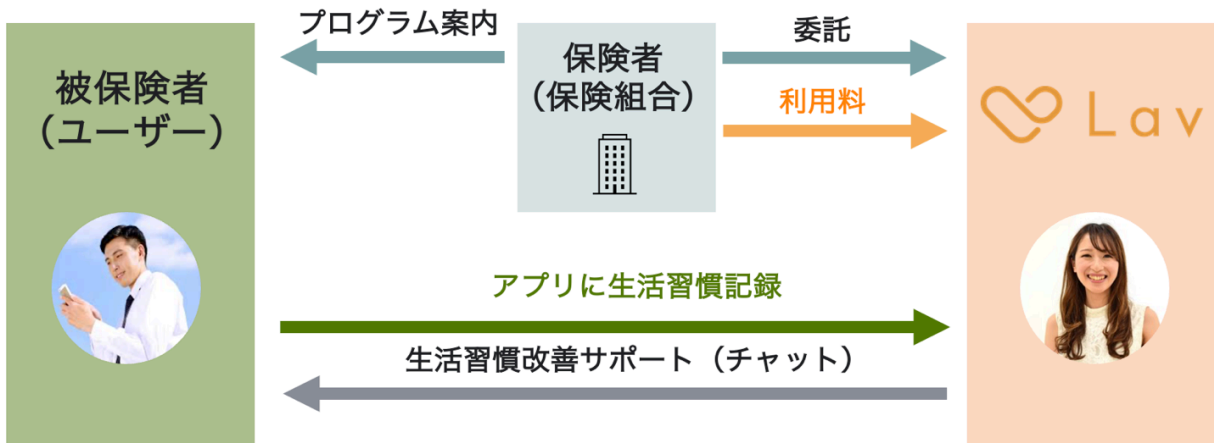 プログラム案内
委託
被保険者
（ユーザー）
保険者
（保険組合）
利用料
Lav
アプリに生活習慣記録
生活習慣改善サポート（チャット）